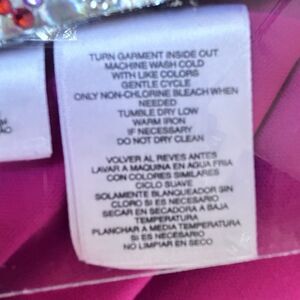 TURN GARMENT INSIDE OUT
MACHINE WASH COLD
WITH LIKE COLORS
GENTLE CYCLE
ONLY NON-CHLORINE BLEACH WHEN
NEEDED
TUMBLE DRY LOW
WARM IRON
IF NECESSARY
DO NOT DRY CLEAN
VOLVER AL REVES ANTES
LAVAR A MAQUINA EN AGUA FRIA
CON COLORES SIMILARES
CICLO SUAVE
SOLAMENTE BLANQUEADOR SIN
CLORO SI ES NECESARIO
SECAR EN SECADORA A BAJA
TEMPERATURA
PLANCHAR A MEDIA TEMPERATURA
SI ES NECESARIO
NO LIMPIAR EN SECO